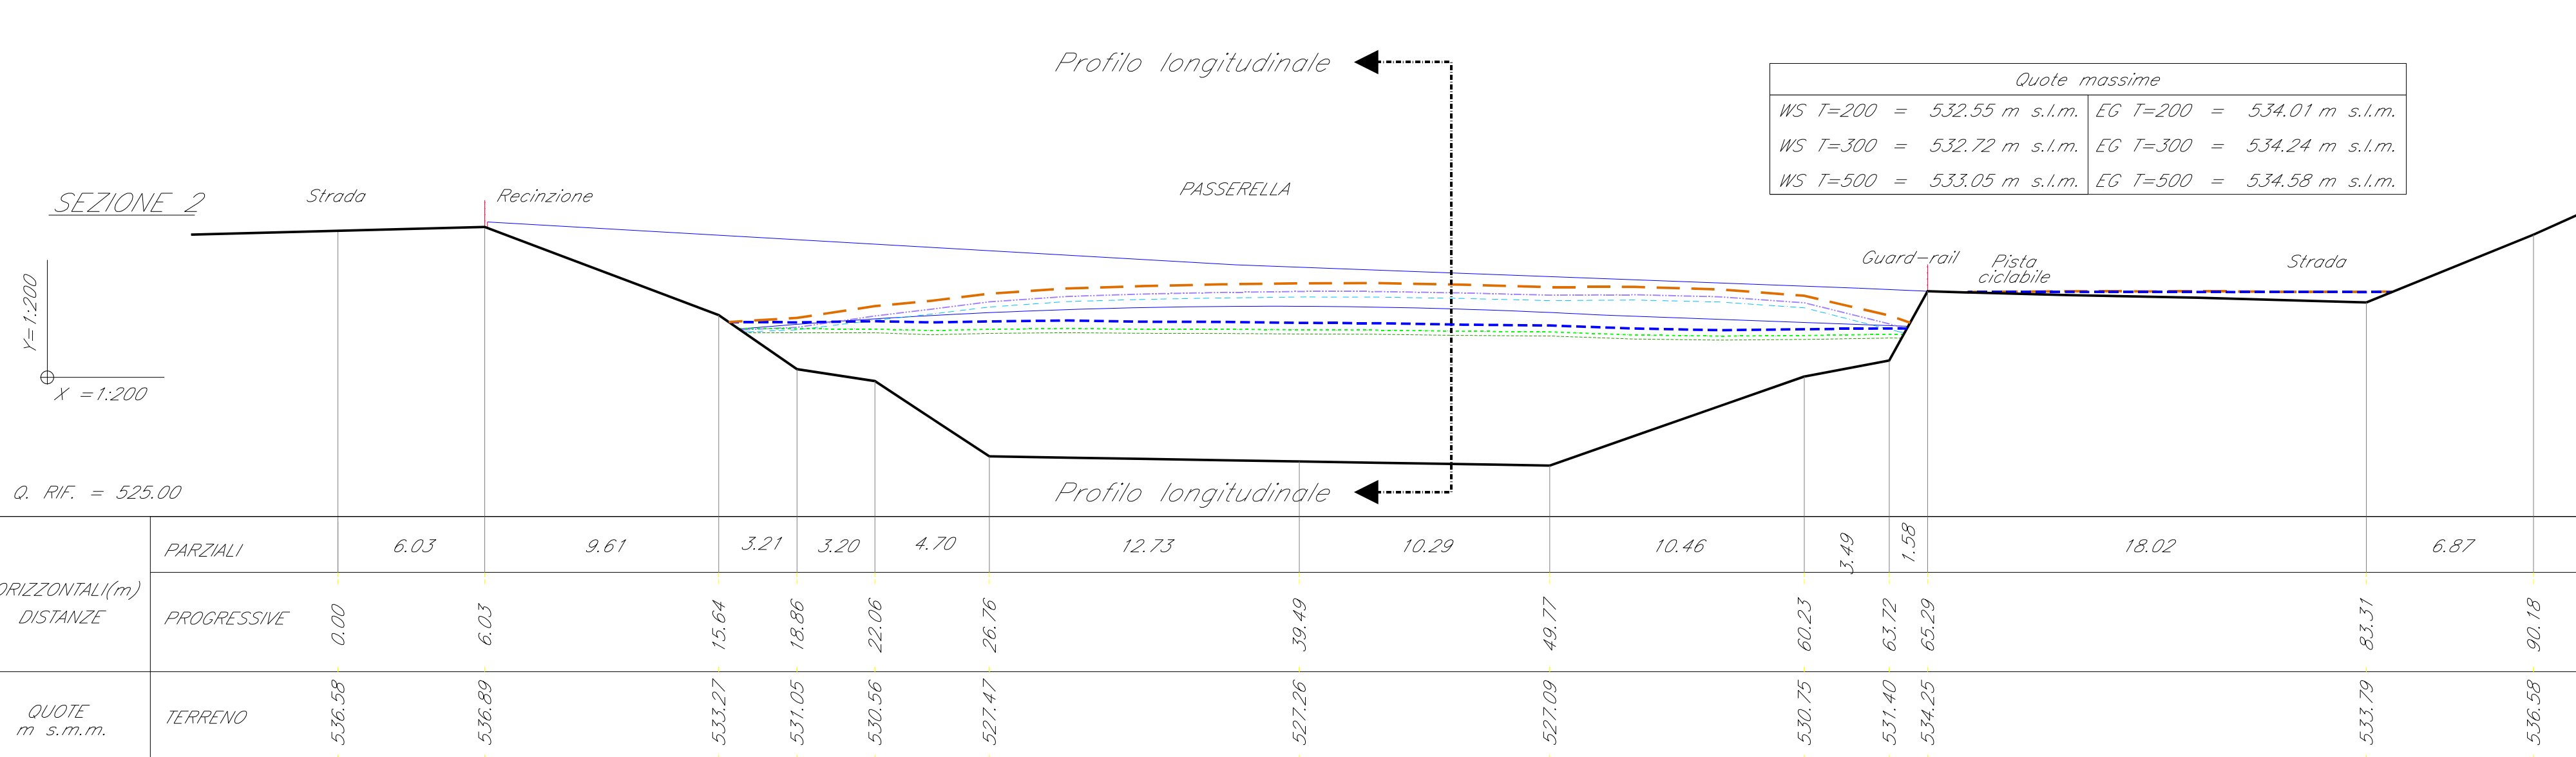 Profilo longitudinale
Quote massime
WS T=200 = 532.55 m s.l.m. EG T=200 = 534.01 m s.l.m.
WS T=300 = 532.72 m s.l.m. EG T=300 = 534.24 m s.l.m.
WS T=500 = 533.05 m s.l.m. EG T=500 = 534.58 m s.l.m.
SEZIONE 2
Strada
Recinzione
PASSERELLA
Guard-rail
Pista
ciclabile
Strada
Y=1:200
X =1:200
Q. RIF. = 525.00
Profilo longitudinale
PARZIALI 6.03 9.61 3.21 3.20 4.70 12.73 10.29 10.46 3.49 1.58 18.02 6.87
ORIZZONTALI(m)
DISTANZE
PROGRESSIVE 0.00 6.03 15.64 18.86 22.06 26.76 39.49 49.77 60.23 63.72 65.29 83.31 90.18
QUOTE
m s.m.m.
TERRENO 536.58 536.89 533.27 531.05 530.56 527.47 527.26 527.09 530.75 531.40 534.25 533.79 536.58